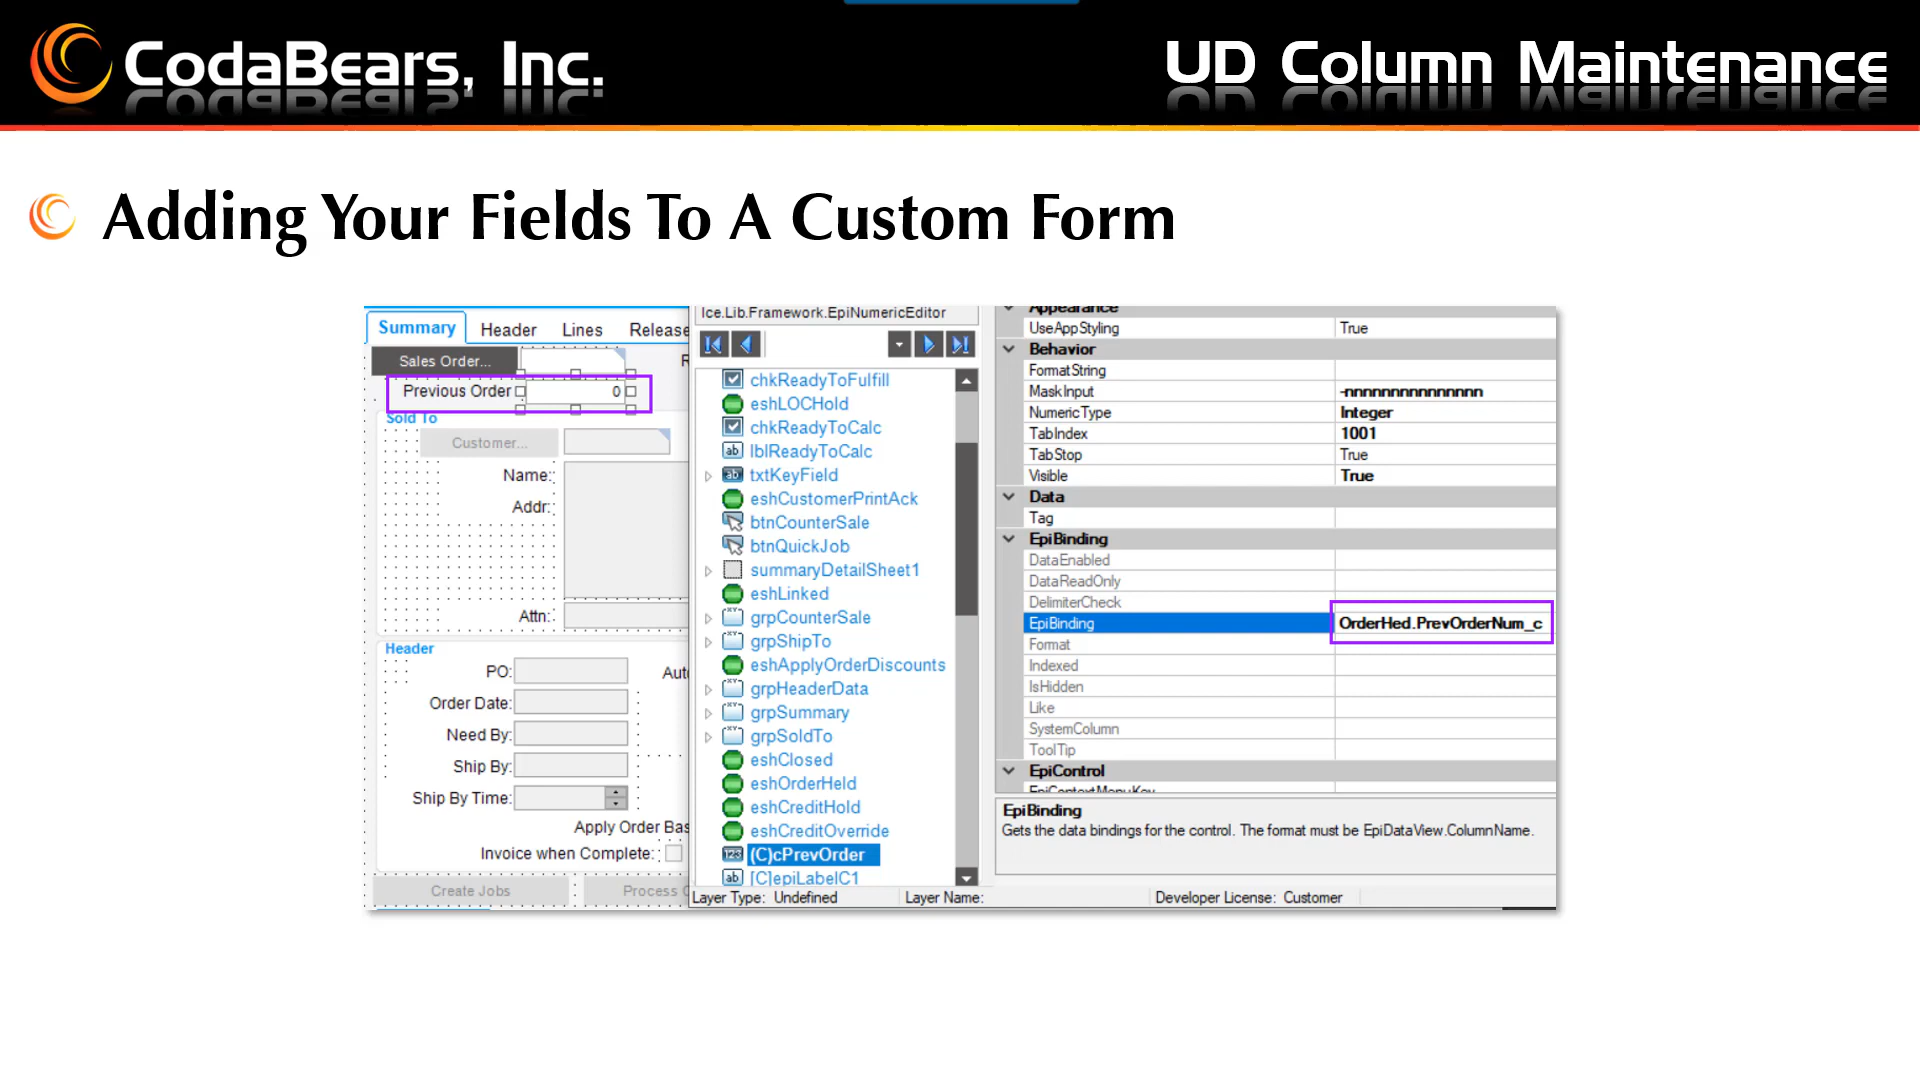 CodaBears, Inc.
UD Column Maintenance
Adding Your Fields To A Custom Form
Summary
Header
Lines
Release
Sales Order...
Previous Order
0
Sold To
Customer...
Name:
Addr:
Attn:
Header
PO:
Order Date:
Need By:
Ship By:
Ship By Time:
Apply Order Bas
Invoice when Complete:
Create Jobs
Process
Ice.Lib.Framework.EpiNumericEditor
chkReadyToFulfill
eshLOCHold
chkReadyToCalc
lblReadyToCalc
txtKeyField
eshCustomerPrintAck
btnCounterSale
btnQuickJob
summaryDetailSheet1
eshLinked
grpCounterSale
grpShipTo
eshApplyOrderDiscounts
grpHeaderData
grpSummary
grpSoldTo
eshClosed
eshOrderHeld
eshCreditHold
eshCreditOverride
(C)cPrevOrder
[C]epiLabelC1
Appearance
UseAppStyling True
Behavior
FormatString
MaskInput -nnnnnnnnnnnnnnn
NumericType Integer
TabIndex 1001
TabStop True
Visible True
Data
Tag
EpiBinding
DataEnabled
DataReadOnly
DelimiterCheck
EpiBinding OrderHed.PrevOrderNum_c
Format
Indexed
IsHidden
Like
SystemColumn
ToolTip
EpiControl
EpiContextMenuKey
EpiBinding
Gets the data bindings for the control. The format must be EpiDataView.ColumnName.
Layer Type: Undefined
Layer Name:
Developer License: Customer